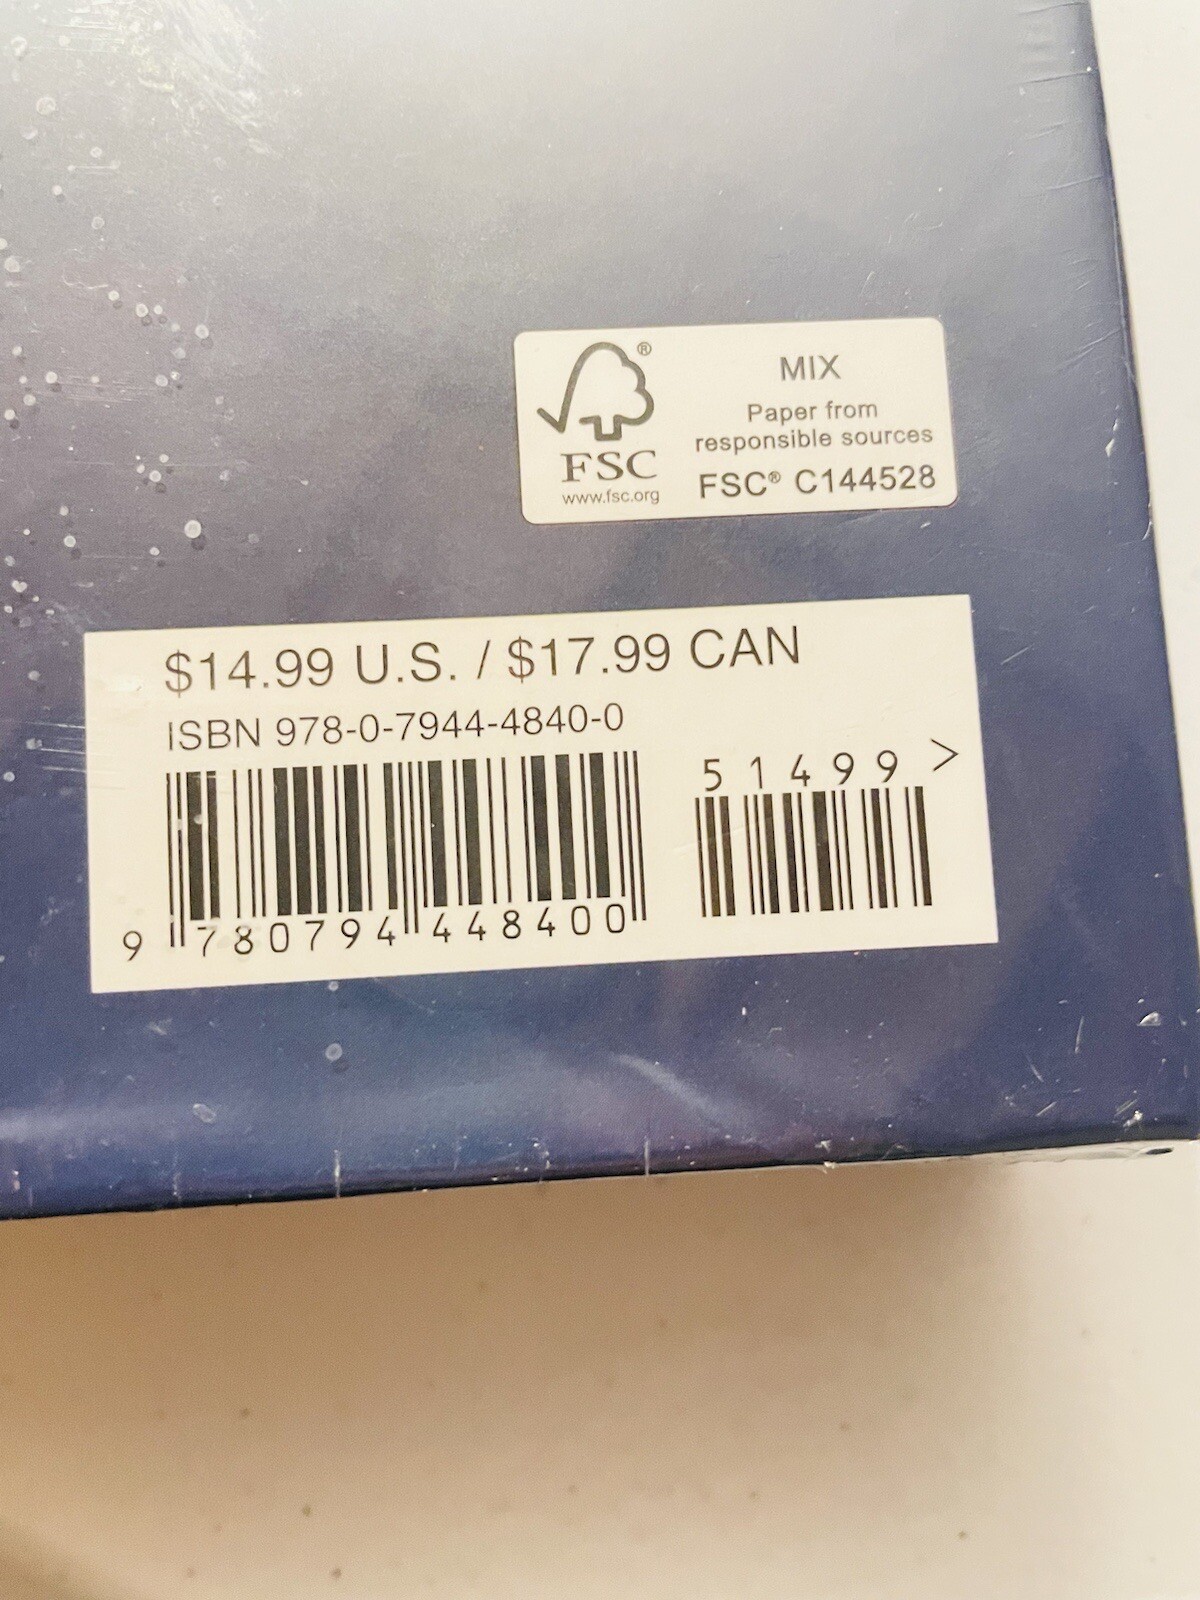 ®
FSC
www.fsc.org
MIX
Paper from
responsible sources
FSC® C144528
$14.99 U.S. / $17.99 CAN
ISBN 978-0-7944-4840-0
51499 >
9 780794 448400